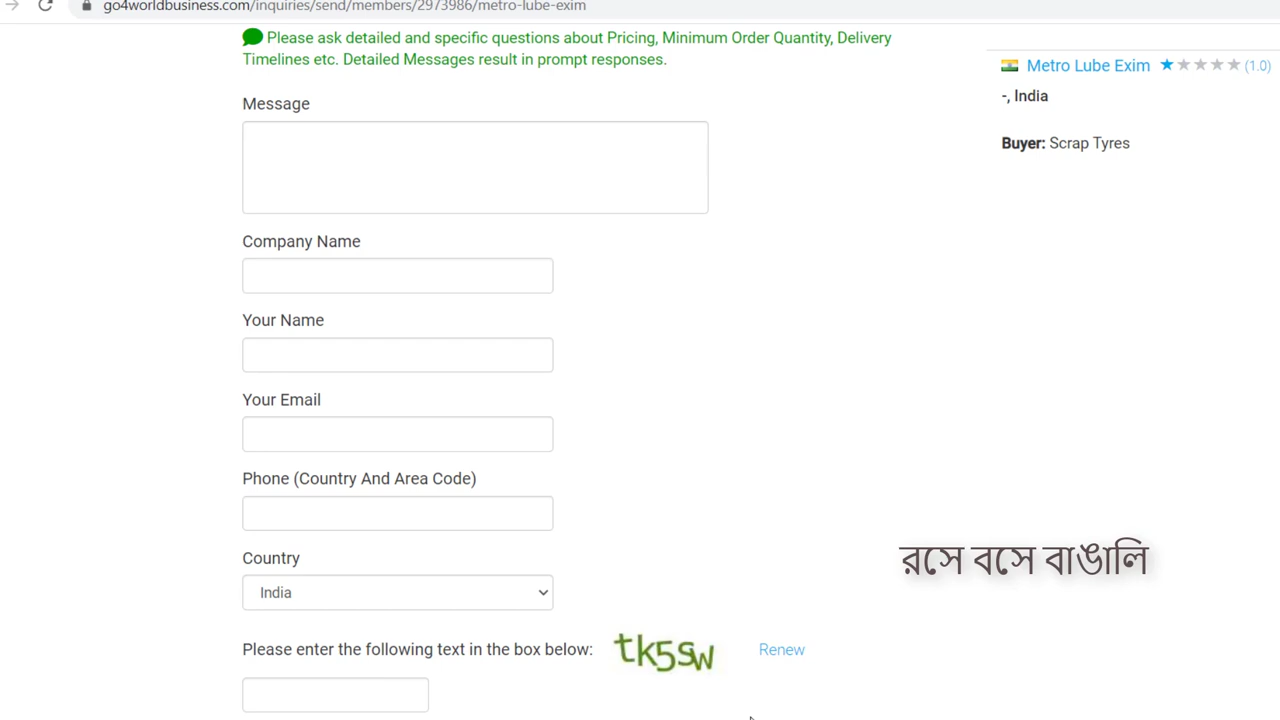 go4worldbusiness.com/inquiries/send/members/2973986/metro-lube-exim
Please ask detailed and specific questions about Pricing, Minimum Order Quantity, Delivery
Timelines etc. Detailed Messages result in prompt responses.
Metro Lube Exim (1.0)
-, India
Buyer: Scrap Tyres
Message
Company Name
Your Name
Your Email
Phone (Country And Area Code)
Country
India
রসে বসে বাঙালি
Please enter the following text in the box below: tk5sw Renew